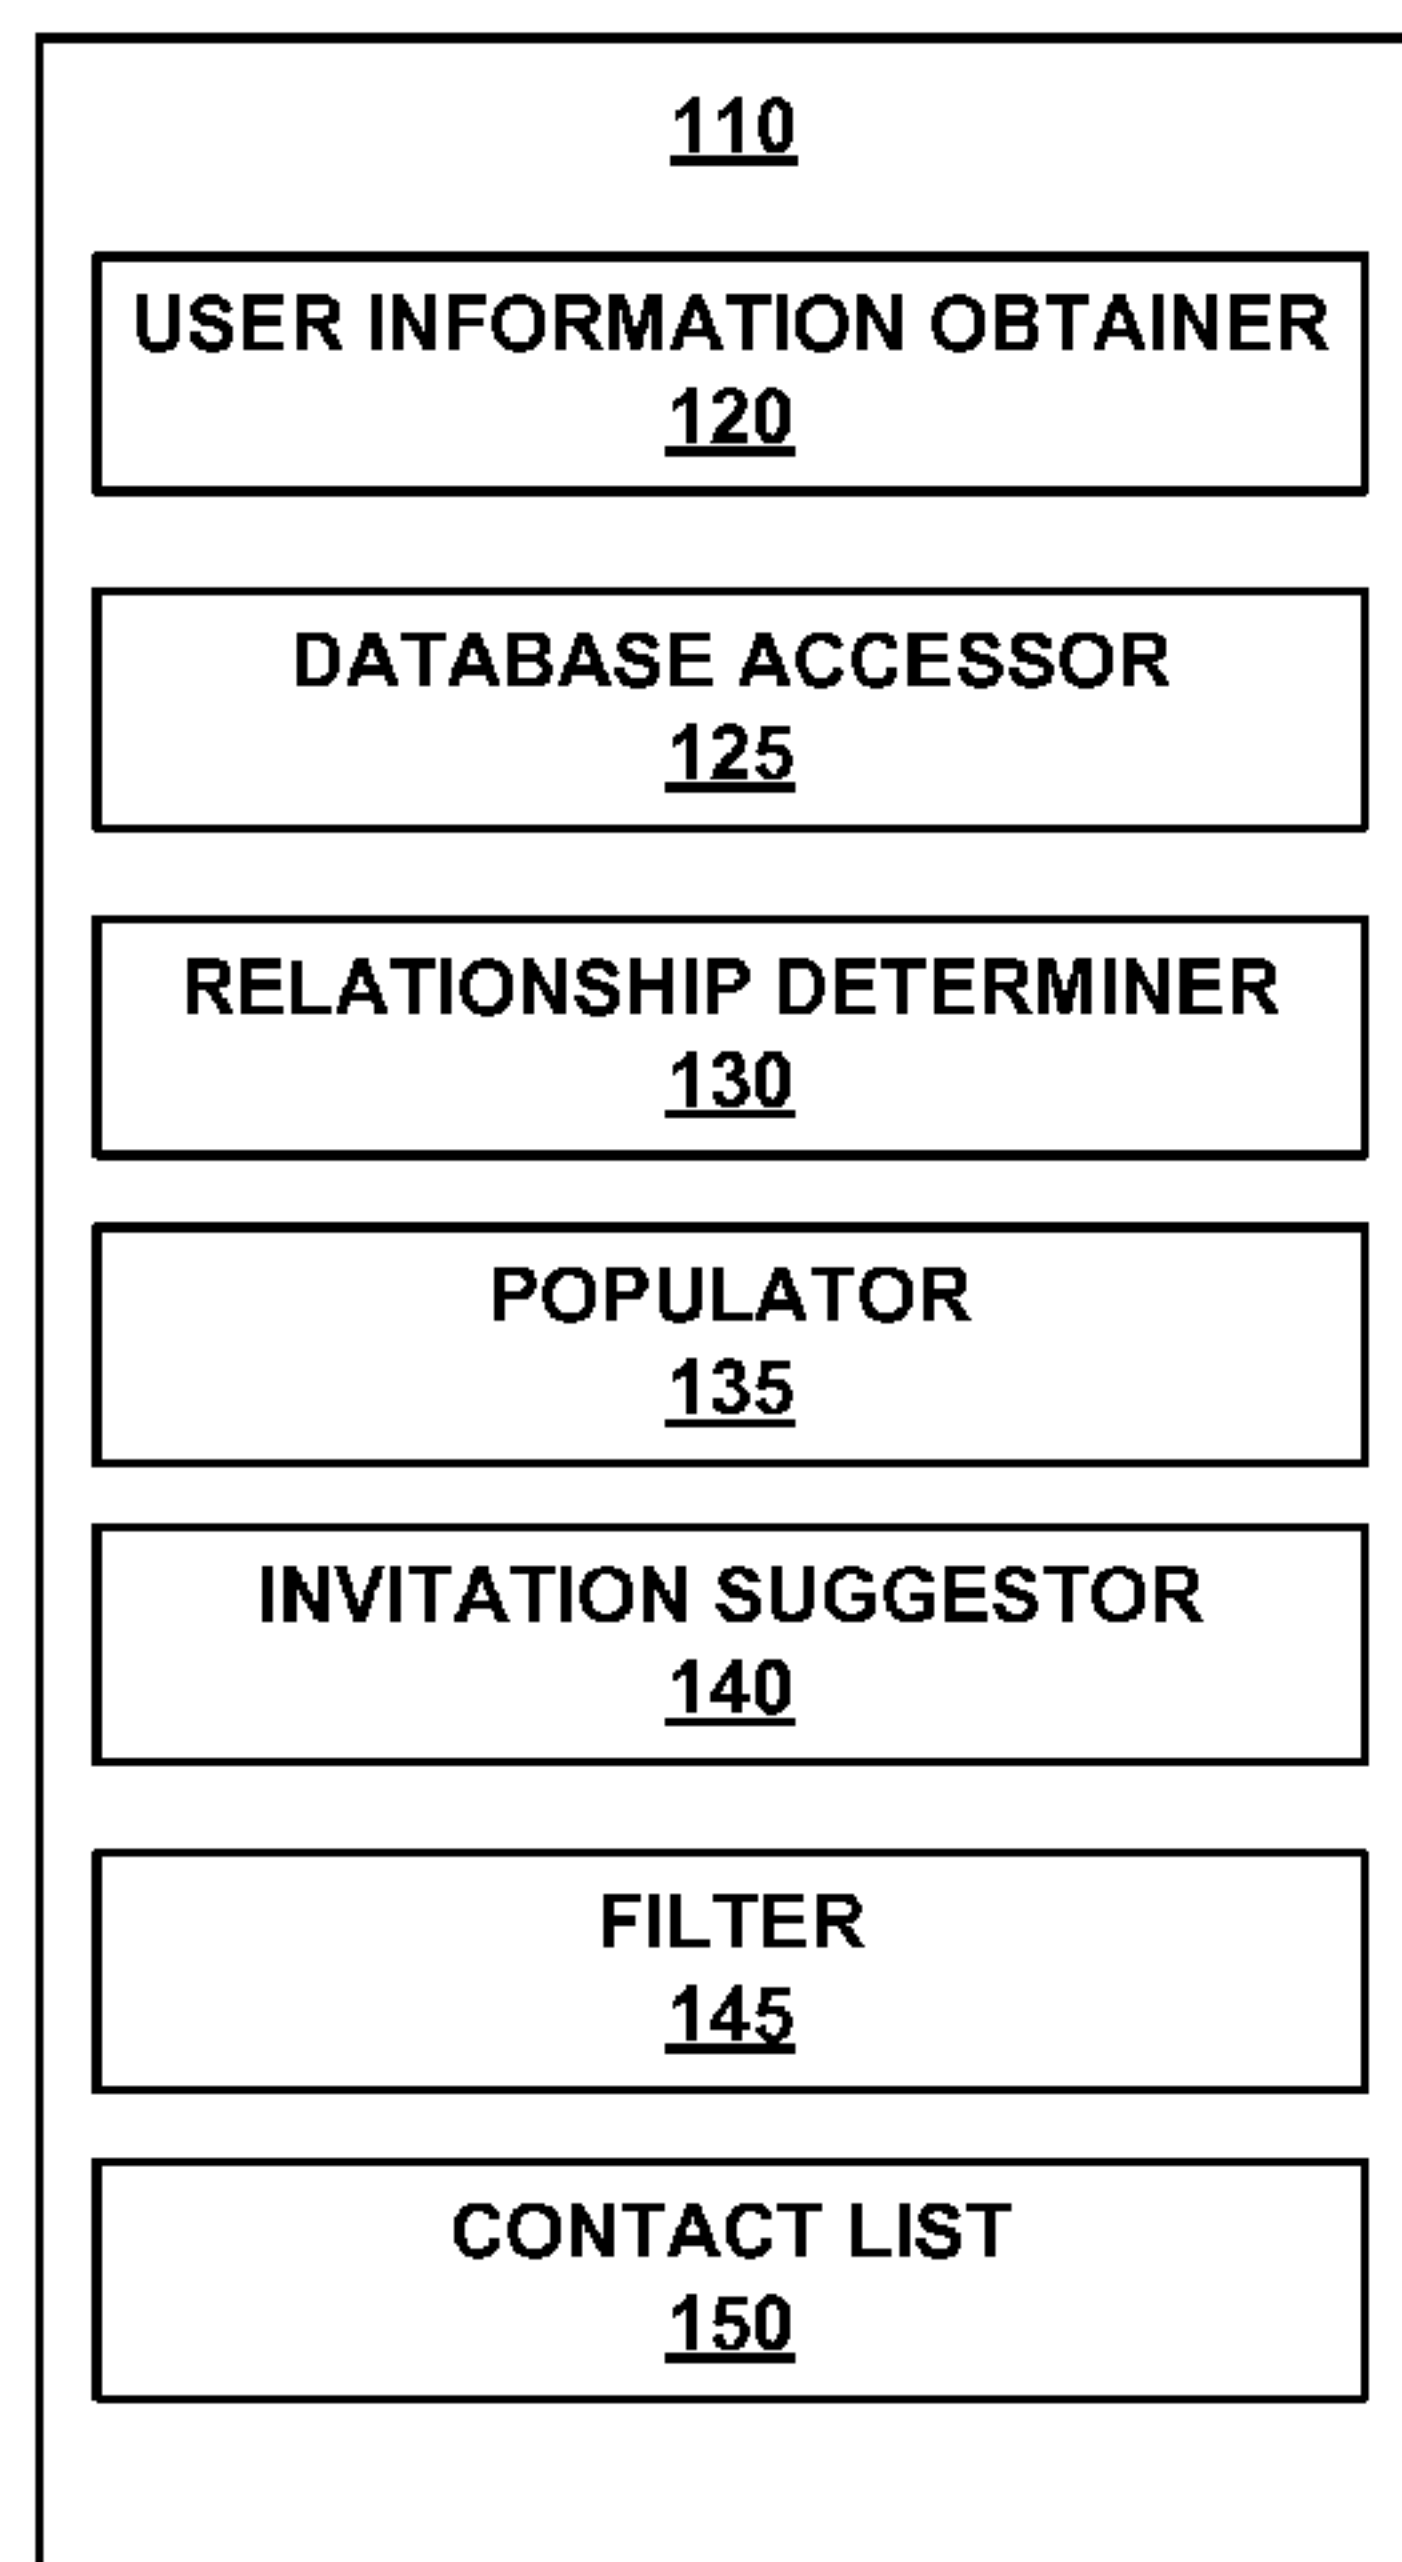 110
USER INFORMATION OBTAINER
120
DATABASE ACCESSOR
125
RELATIONSHIP DETERMINER
130
POPULATOR
135
INVITATION SUGGESTOR
140
FILTER
145
CONTACT LIST
150